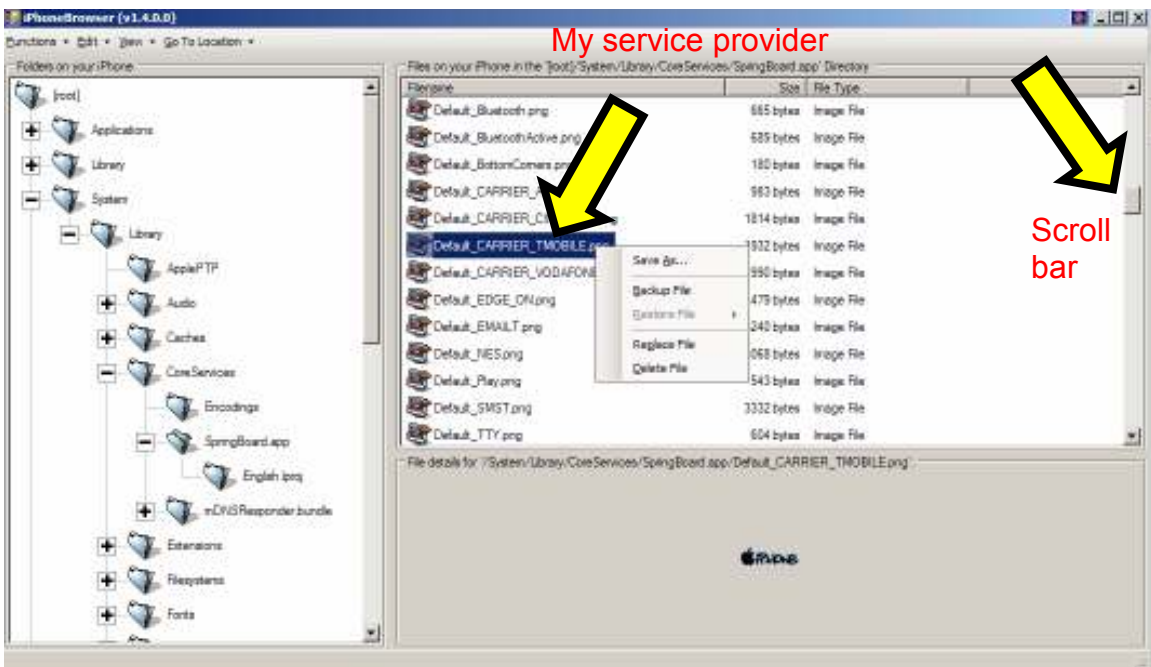 iPhoneBrowser (v1.4.0.0)
Functions • Edit • View • Go To Location •
My service provider
Folders on your iPhone
[root]
Applications
Library
System
Library
ApplePTP
Audio
Caches
CoreServices
Encodings
SpringBoard.app
English.lproj
mDNSResponder.bundle
Extensions
Filesystems
Fonts
Files on your iPhone in the '[root]/System/Library/CoreServices/SpringBoard.app' Directory
Filename Size File Type
Default_Bluetooth.png 665 bytes Image File
Default_BluetoothActive.png 689 bytes Image File
Default_BottomCorners.png 180 bytes Image File
Default_CARRIER_ 983 bytes Image File
Default_CARRIER_ 1814 bytes Image File
Default_CARRIER_TMOBILE.png 1932 bytes Image File
Default_CARRIER_VODAFONE 990 bytes Image File
Default_EDGE_ON.png 479 bytes Image File
Default_EMAILT.png 240 bytes Image File
Default_NES.png 068 bytes Image File
Default_Play.png 543 bytes Image File
Default_SMST.png 3332 bytes Image File
Default_TTY.png 604 bytes Image File
Save As...
Backup File
Restore File
Replace File
Delete File
Scroll
bar
File details for '/System/Library/CoreServices/SpringBoard.app/Default_CARRIER_TMOBILE.png'
iPHONE